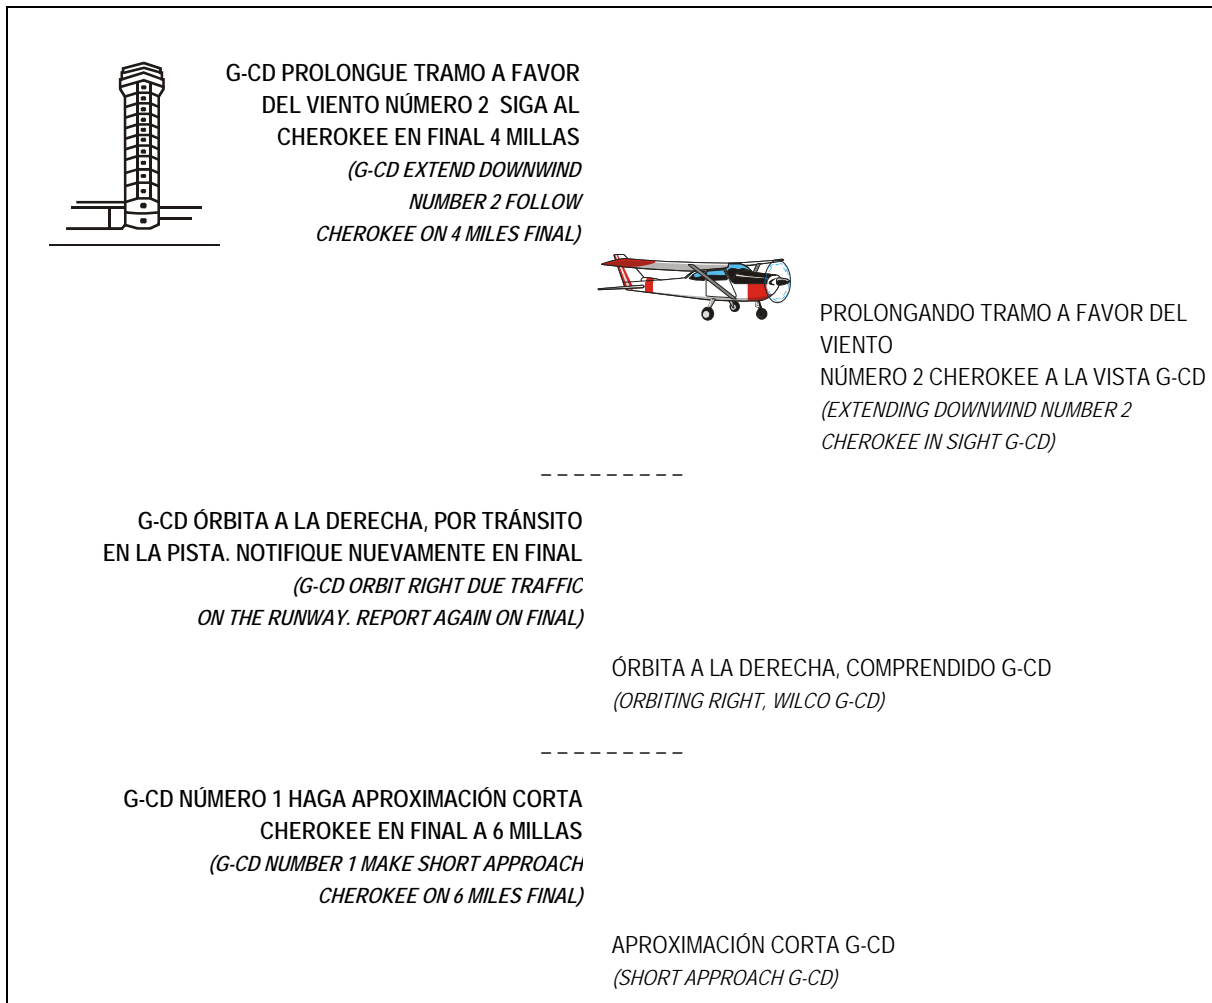 G-CD PROLONGUE TRAMO A FAVOR
DEL VIENTO NÚMERO 2 SIGA AL
CHEROKEE EN FINAL 4 MILLAS
(G-CD EXTEND DOWNWIND
NUMBER 2 FOLLOW
CHEROKEE ON 4 MILES FINAL)
PROLONGANDO TRAMO A FAVOR DEL
VIENTO
NÚMERO 2 CHEROKEE A LA VISTA G-CD
(EXTENDING DOWNWIND NUMBER 2
CHEROKEE IN SIGHT G-CD)
_ _ _ _ _ _ _ _ _
G-CD ÓRBITA A LA DERECHA, POR TRÁNSITO
EN LA PISTA. NOTIFIQUE NUEVAMENTE EN FINAL
(G-CD ORBIT RIGHT DUE TRAFFIC
ON THE RUNWAY. REPORT AGAIN ON FINAL)
ÓRBITA A LA DERECHA, COMPRENDIDO G-CD
(ORBITING RIGHT, WILCO G-CD)
_ _ _ _ _ _ _ _ _
G-CD NÚMERO 1 HAGA APROXIMACIÓN CORTA
CHEROKEE EN FINAL A 6 MILLAS
(G-CD NUMBER 1 MAKE SHORT APPROACH
CHEROKEE ON 6 MILES FINAL)
APROXIMACIÓN CORTA G-CD
(SHORT APPROACH G-CD)